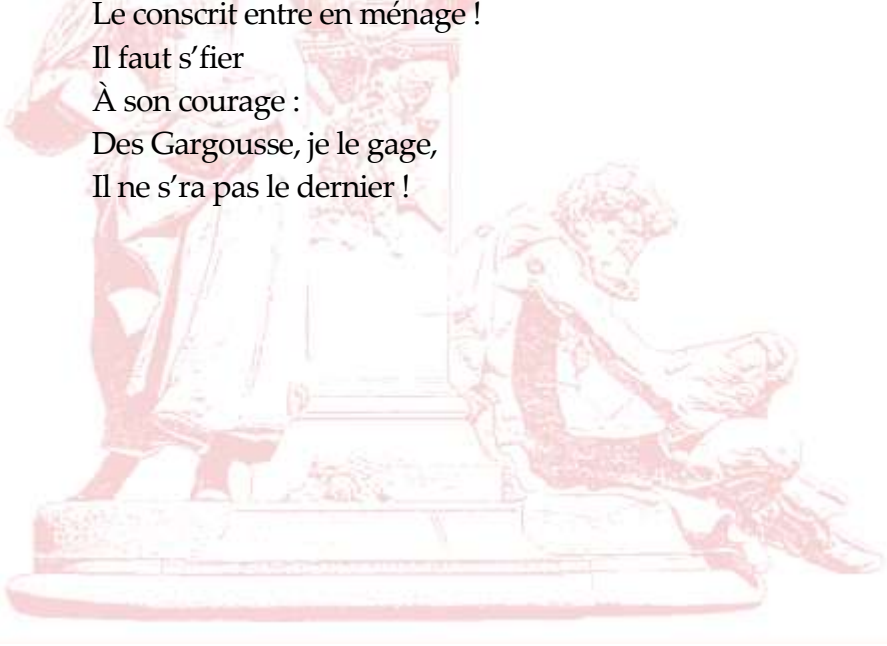 Le conscrit entre en ménage !
Il faut s’fier
À son courage :
Des Gargousse, je le gage,
Il ne s’ra pas le dernier !